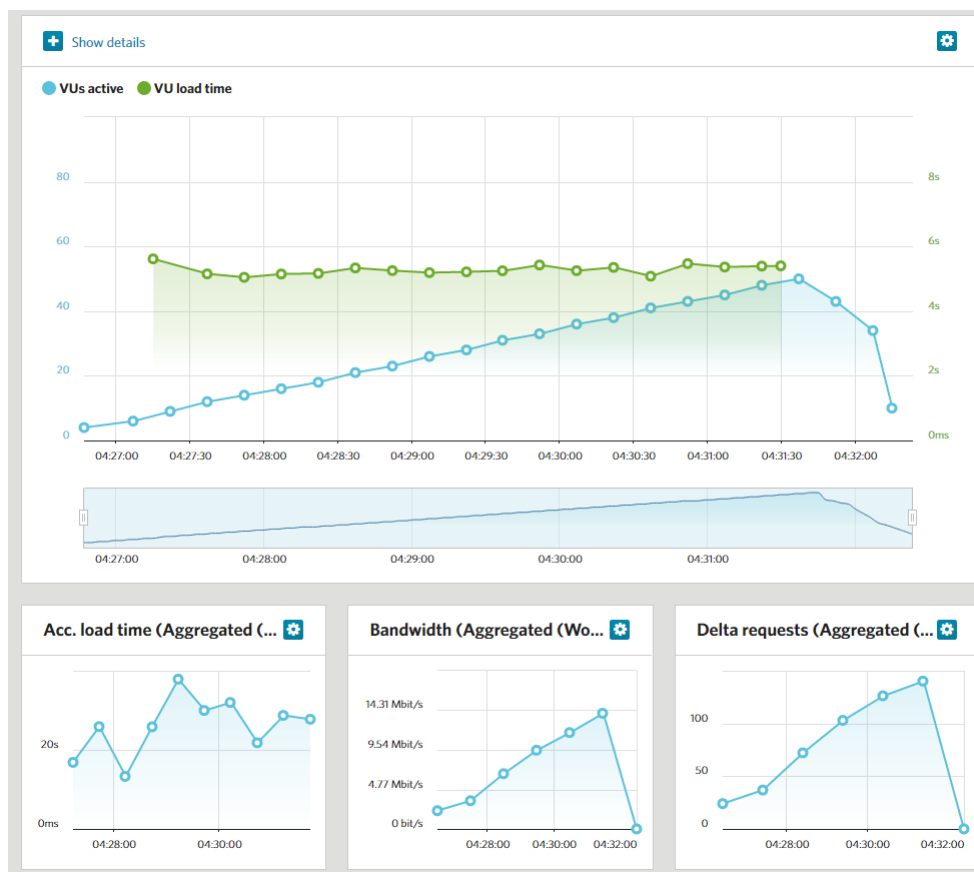 Show details
VUs active VU load time
80 8s
60 6s
40 4s
20 2s
0 0ms
04:27:00 04:27:30 04:28:00 04:28:30 04:29:00 04:29:30 04:30:00 04:30:30 04:31:00 04:31:30 04:32:00
04:27:00 04:28:00 04:29:00 04:30:00 04:31:00
Acc. load time (Aggregated (...
20s
0ms
04:28:00 04:30:00
Bandwidth (Aggregated (Wo...
14.31 Mbit/s
9.54 Mbit/s
4.77 Mbit/s
0 bit/s
04:28:00 04:30:00 04:32:00
Delta requests (Aggregated (...
100
50
0
04:28:00 04:30:00 04:32:00